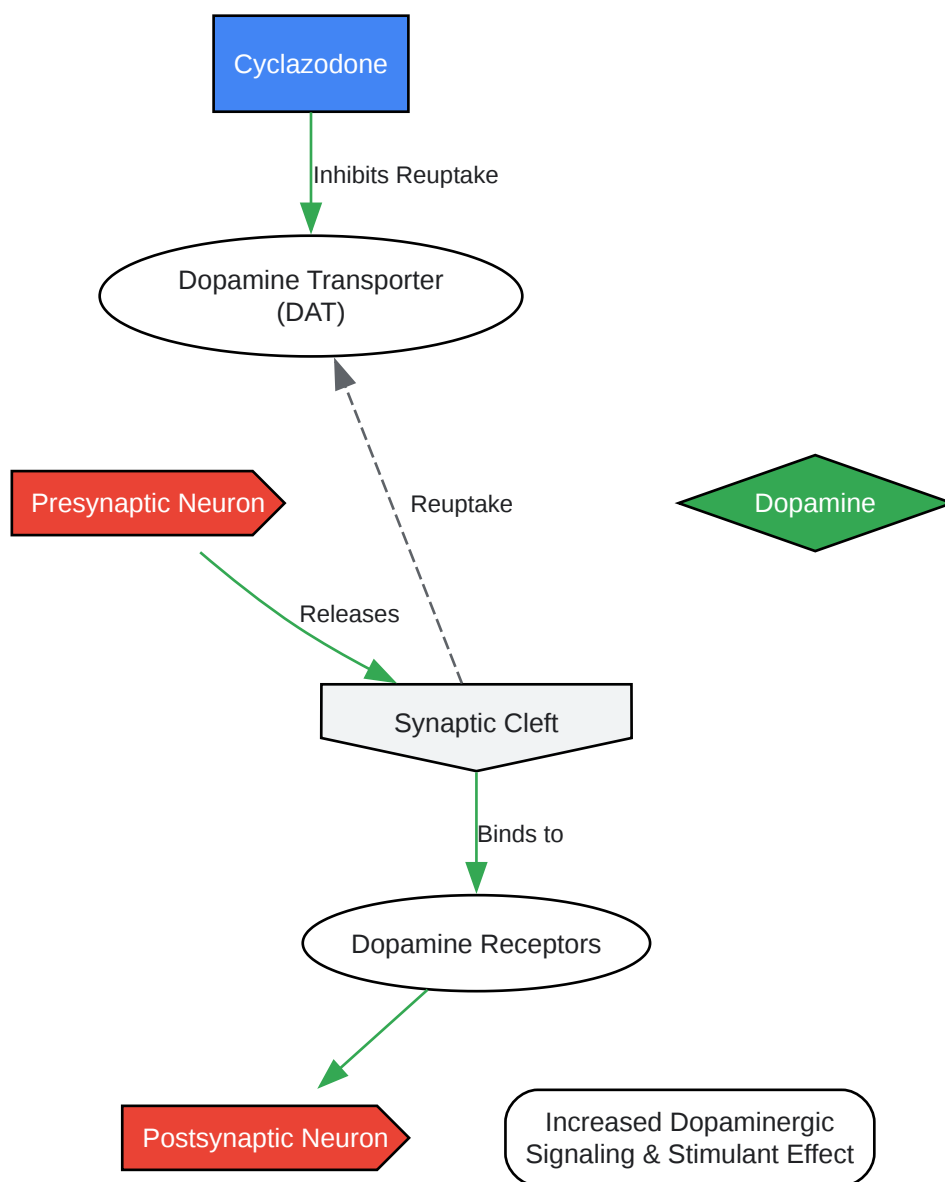 Cyclazodone
Inhibits Reuptake
Dopamine Transporter
(DAT)
Presynaptic Neuron
Reuptake
Dopamine
Releases
Synaptic Cleft
Binds to
Dopamine Receptors
Postsynaptic Neuron
Increased Dopaminergic
Signaling & Stimulant Effect